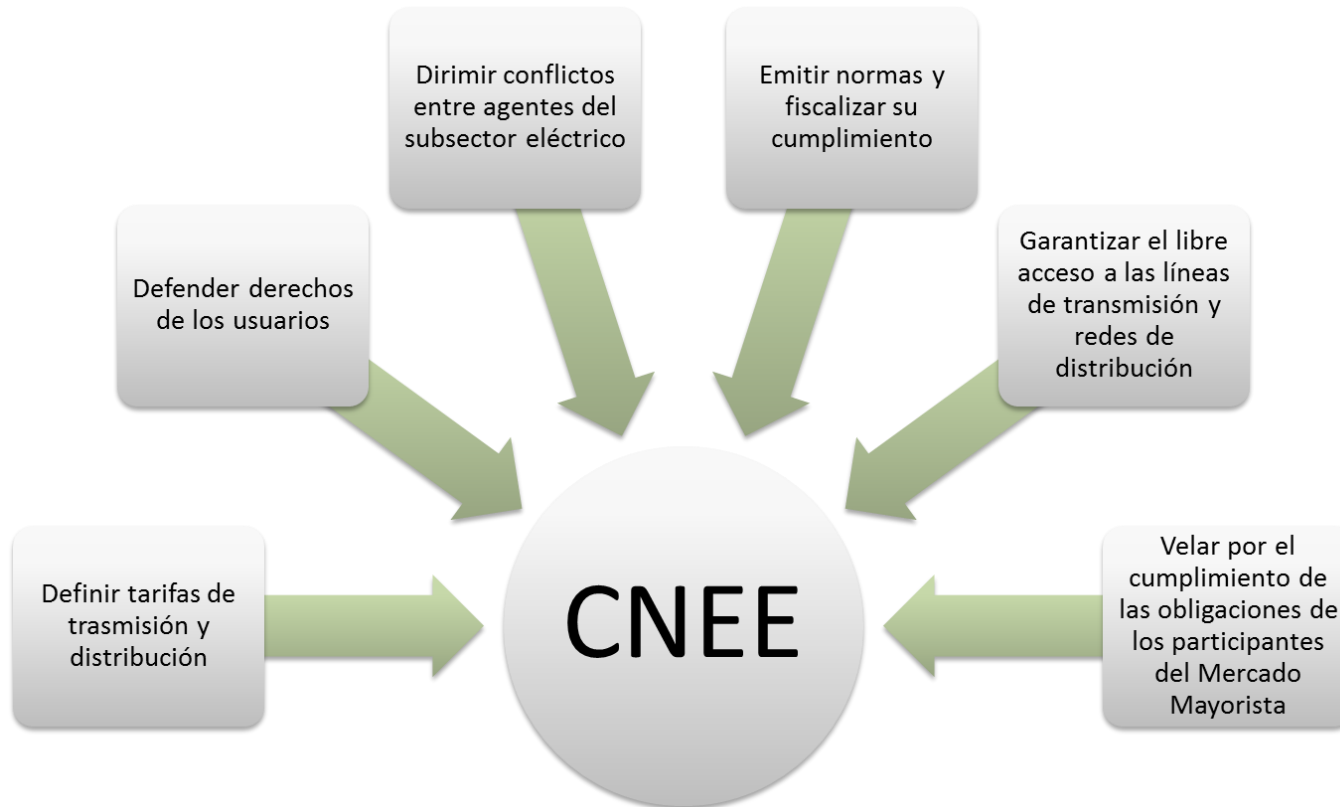 Dirimir conflictos
entre agentes del
subsector eléctrico
Emitir normas y
fiscalizar su
cumplimiento
Defender derechos
de los usuarios
Garantizar el libre
acceso a las líneas
de transmisión y
redes de
distribución
Definir tarifas de
trasmisión y
distribución
CNEE
Velar por el
cumplimiento de
las obligaciones de
los participantes
del Mercado
Mayorista